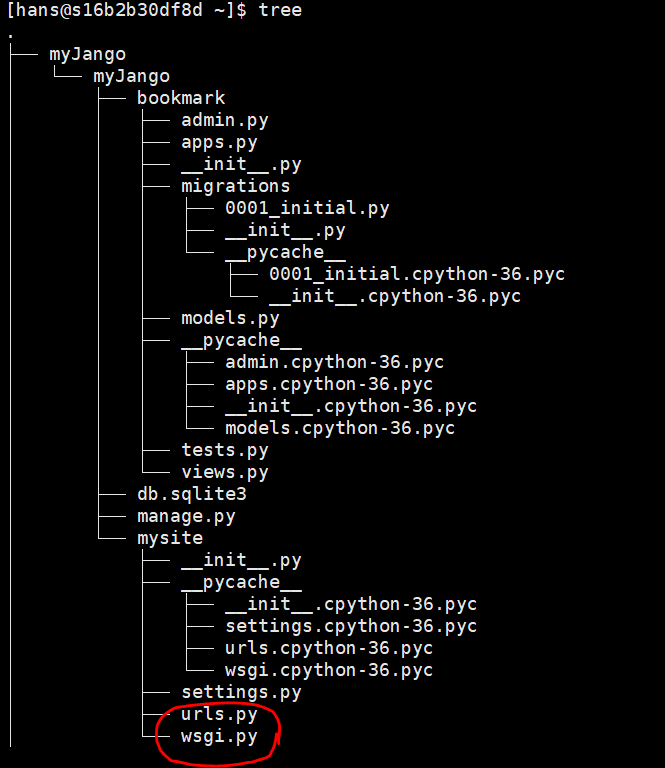 [hans@s16b2b30df8d ~]$ tree
.
├── myJango
│   └── myJango
│       ├── bookmark
│       │   ├── admin.py
│       │   ├── apps.py
│       │   ├── __init__.py
│       │   ├── migrations
│       │   │   ├── 0001_initial.py
│       │   │   ├── __init__.py
│       │   │   └── __pycache__
│       │   │       ├── 0001_initial.cpython-36.pyc
│       │   │       └── __init__.cpython-36.pyc
│       │   ├── models.py
│       │   ├── __pycache__
│       │   │   ├── admin.cpython-36.pyc
│       │   │   ├── apps.cpython-36.pyc
│       │   │   ├── __init__.cpython-36.pyc
│       │   │   └── models.cpython-36.pyc
│       │   ├── tests.py
│       │   └── views.py
│       ├── db.sqlite3
│       ├── manage.py
│       └── mysite
│           ├── __init__.py
│           ├── __pycache__
│           │   ├── __init__.cpython-36.pyc
│           │   ├── settings.cpython-36.pyc
│           │   ├── urls.cpython-36.pyc
│           │   └── wsgi.cpython-36.pyc
│           ├── settings.py
│           ├── urls.py
│           └── wsgi.py